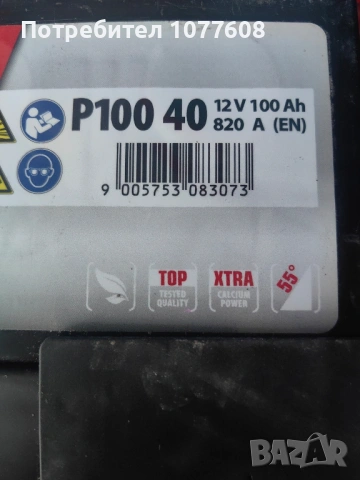 Потребител 1077608
P100 40 12 V 100 Ah
820 A (EN)
9 005753 083073
TOP
TESTED
QUALITY
XTRA
CALCIUM
POWER
55°
BAZAR